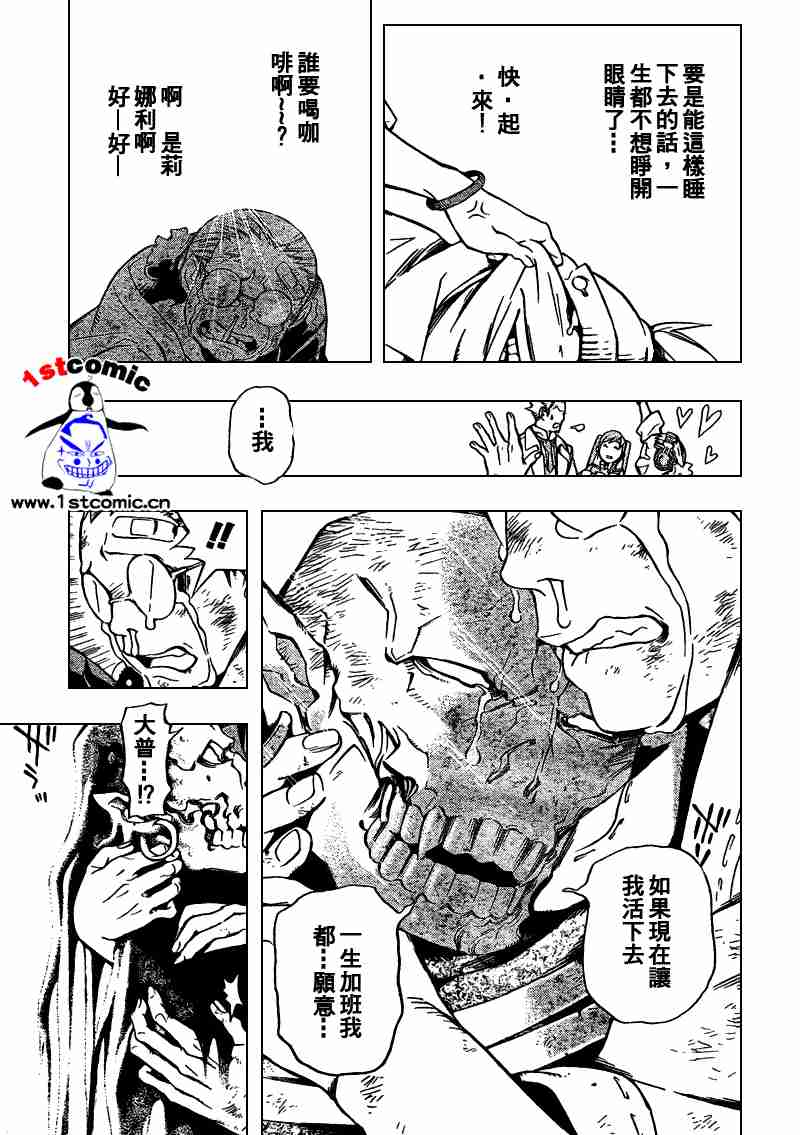 要是能這樣睡
下去的話，一
生都不想睜開
眼睛了…
快．起
．來！
誰要喝咖
啡啊~~？
啊　是莉
娜利啊
好—好—
…我
1stcomic
www.1stcomic.cn
!!
如果現在讓
我活下去
一生加班我
都…願意…
大普…!?